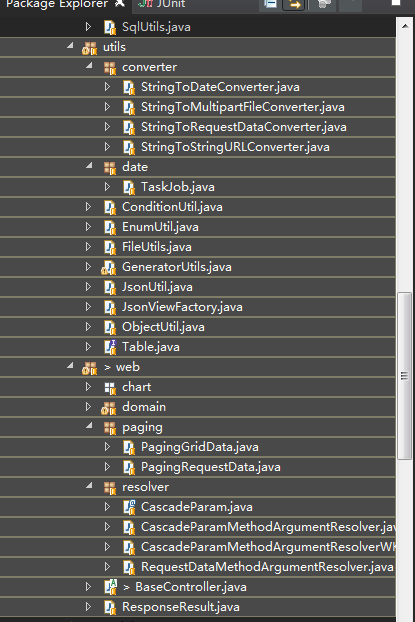 Package Explorer JUnit
SqlUtils.java
utils
converter
StringToDateConverter.java
StringToMultipartFileConverter.java
StringToRequestDataConverter.java
StringToStringURLConverter.java
date
TaskJob.java
ConditionUtil.java
EnumUtil.java
FileUtils.java
GeneratorUtils.java
JsonUtil.java
JsonViewFactory.java
ObjectUtil.java
Table.java
> web
chart
domain
paging
PagingGridData.java
PagingRequestData.java
resolver
CascadeParam.java
CascadeParamMethodArgumentResolver.jav
CascadeParamMethodArgumentResolverWK
RequestDataMethodArgumentResolver.java
> BaseController.java
ResponseResult.java